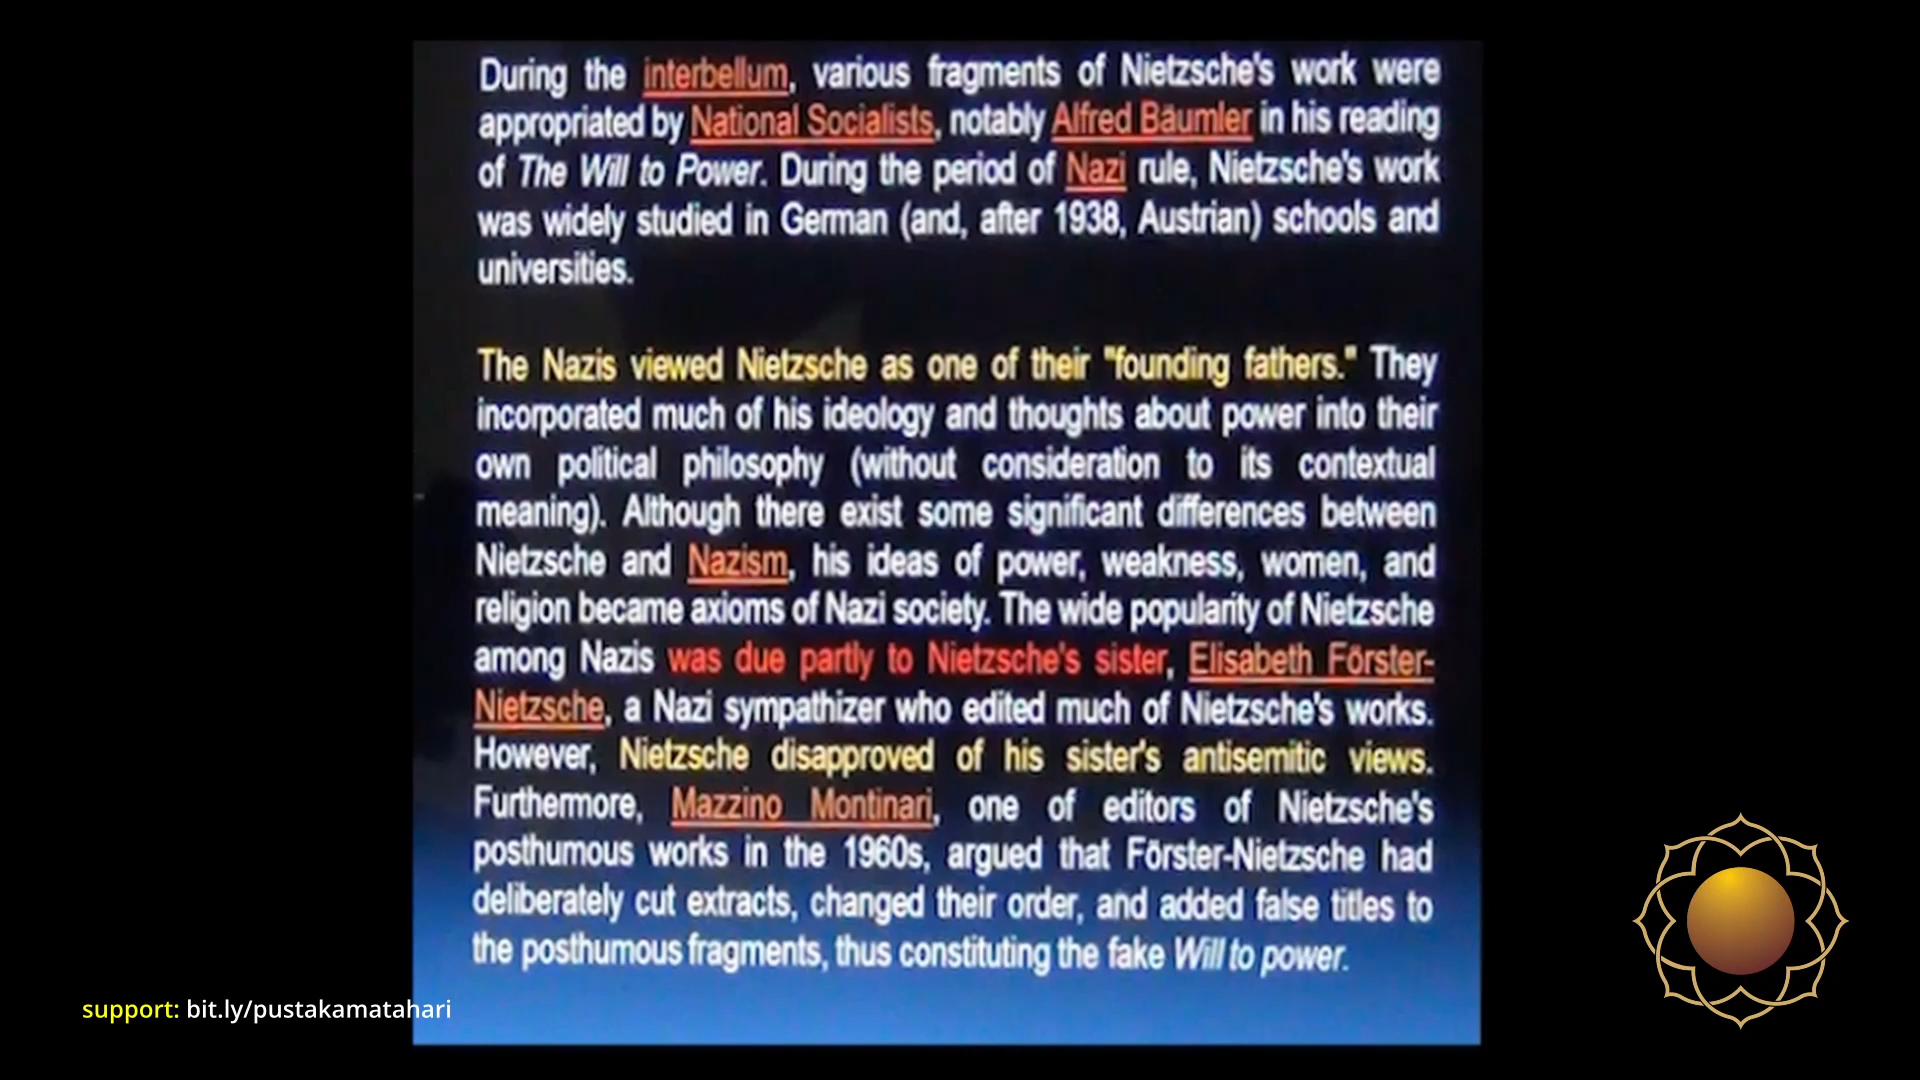 During the interbellum, various fragments of Nietzsche's work were
appropriated by National Socialists, notably Alfred Bäumler in his reading
of The Will to Power. During the period of Nazi rule, Nietzsche's work
was widely studied in German (and, after 1938, Austrian) schools and
universities.
The Nazis viewed Nietzsche as one of their "founding fathers." They
incorporated much of his ideology and thoughts about power into their
own political philosophy (without consideration to its contextual
meaning). Although there exist some significant differences between
Nietzsche and Nazism, his ideas of power, weakness, women, and
religion became axioms of Nazi society. The wide popularity of Nietzsche
among Nazis was due partly to Nietzsche's sister, Elisabeth Förster-
Nietzsche, a Nazi sympathizer who edited much of Nietzsche's works.
However, Nietzsche disapproved of his sister's antisemitic views.
Furthermore, Mazzino Montinari, one of editors of Nietzsche's
posthumous works in the 1960s, argued that Förster-Nietzsche had
deliberately cut extracts, changed their order, and added false titles to
the posthumous fragments, thus constituting the fake Will to power.
support: bit.ly/pustakamatahari